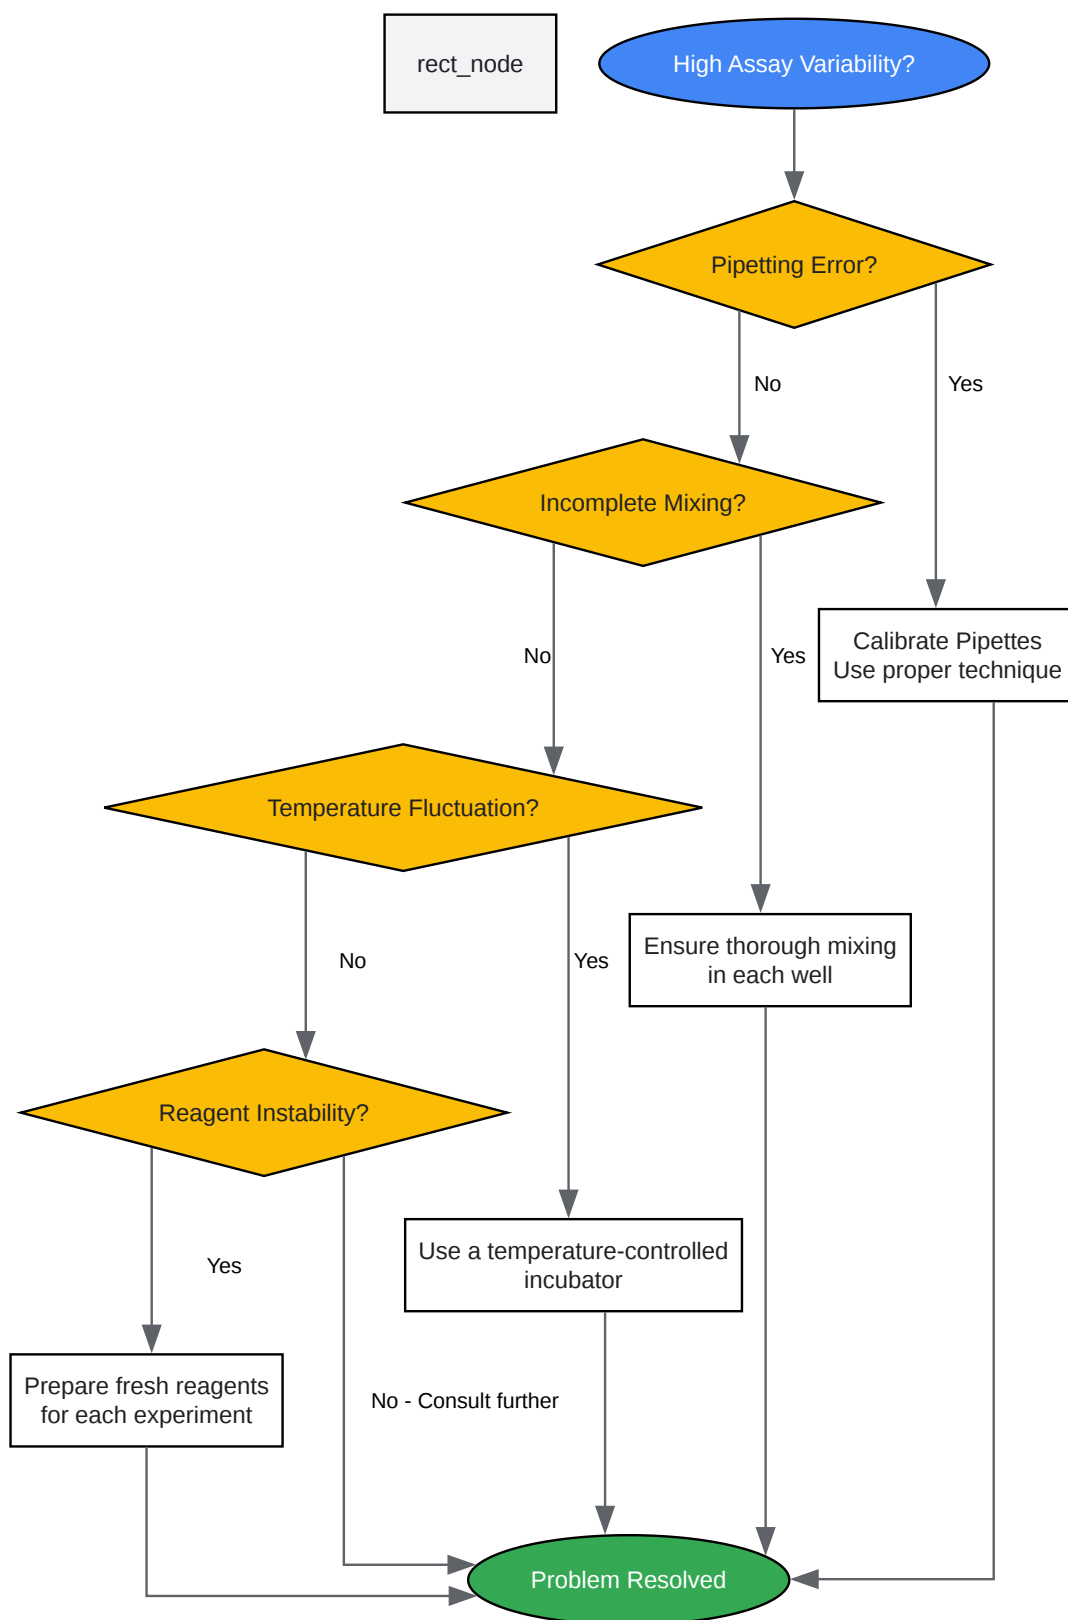 rect_node
High Assay Variability?
Pipetting Error?
No
Yes
Incomplete Mixing?
No
Yes
Calibrate Pipettes
Use proper technique
Temperature Fluctuation?
No
Yes
Ensure thorough mixing
in each well
Reagent Instability?
Yes
Use a temperature-controlled
incubator
Prepare fresh reagents
for each experiment
No - Consult further
Problem Resolved